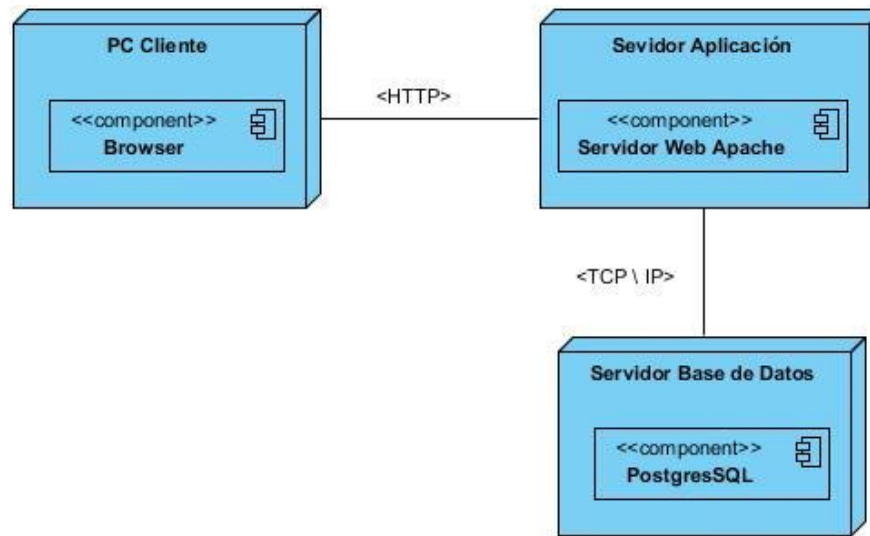 PC Cliente
<<component>>
Browser
<HTTP>
Sevidor Aplicación
<<component>>
Servidor Web Apache
<TCP \ IP>
Servidor Base de Datos
<<component>>
PostgresSQL